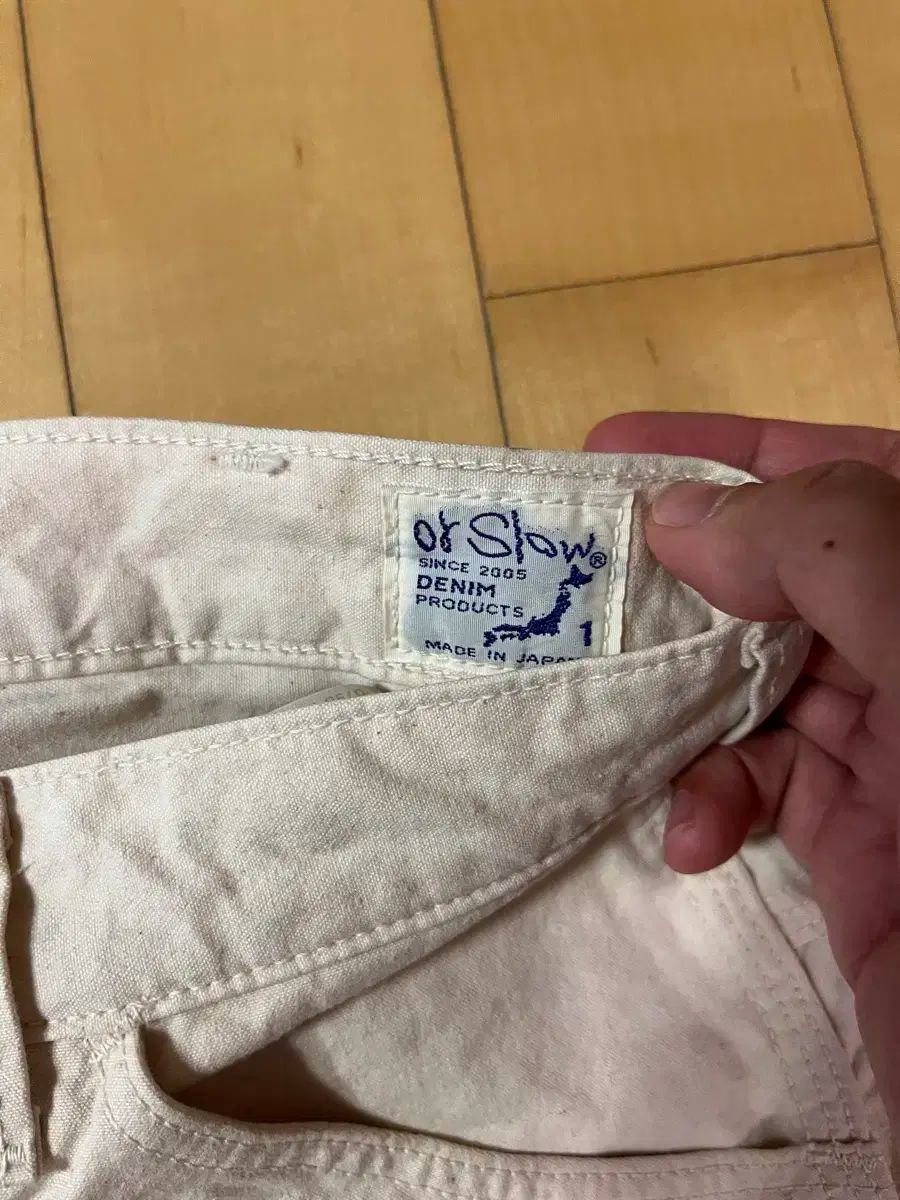 or Slow®
SINCE 2005
DENIM
PRODUCTS
1
MADE IN JAPAN